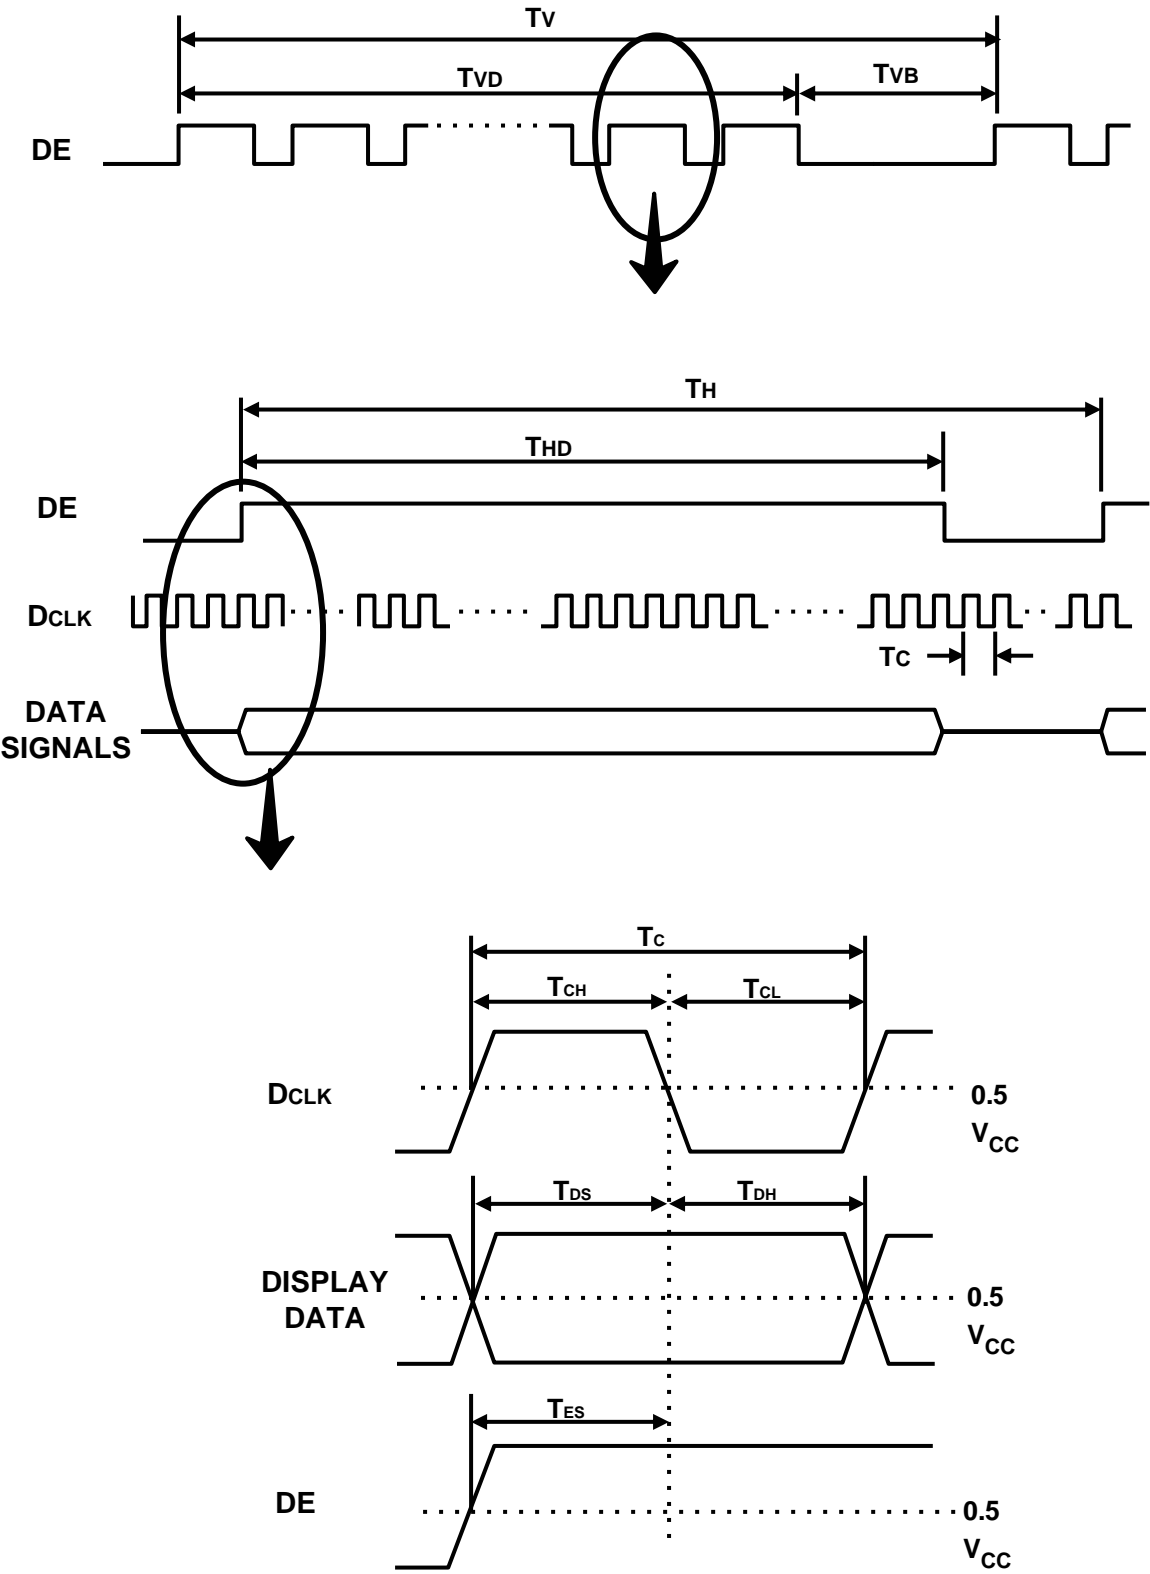 TV
TVD
TVB
DE
TH
THD
DE
DCLK
TC
DATA
SIGNALS
TC
TCH
TCL
DCLK
0.5
VCC
TDS
TDH
DISPLAY
DATA
0.5
VCC
TES
DE
0.5
VCC